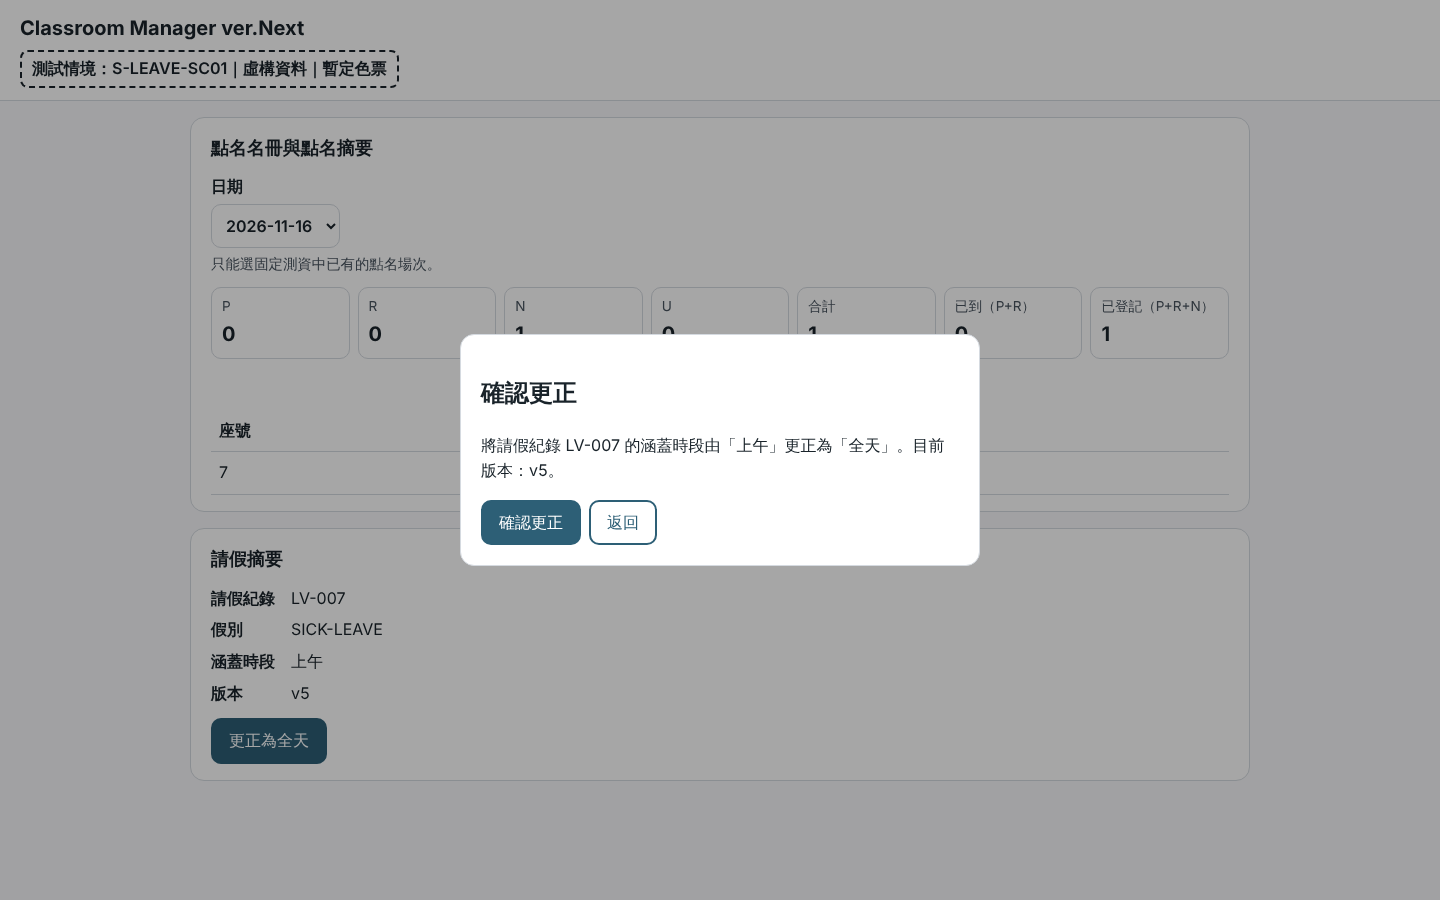 Classroom Manager ver.Next
測試情境：S-LEAVE-SC01｜虛構資料｜暫定色票
點名名冊與點名摘要
日期
2026-11-16
只能選固定測資中已有的點名場次。
P
R
N
U
合計
已到（P+R）
已登記（P+R+N）
0
0
1
0
1
0
1
座號
7
確認更正
將請假紀錄 LV-007 的涵蓋時段由「上午」更正為「全天」。目前
版本：v5。
確認更正
返回
請假摘要
請假紀錄 LV-007
假別 SICK-LEAVE
涵蓋時段 上午
版本 v5
更正為全天